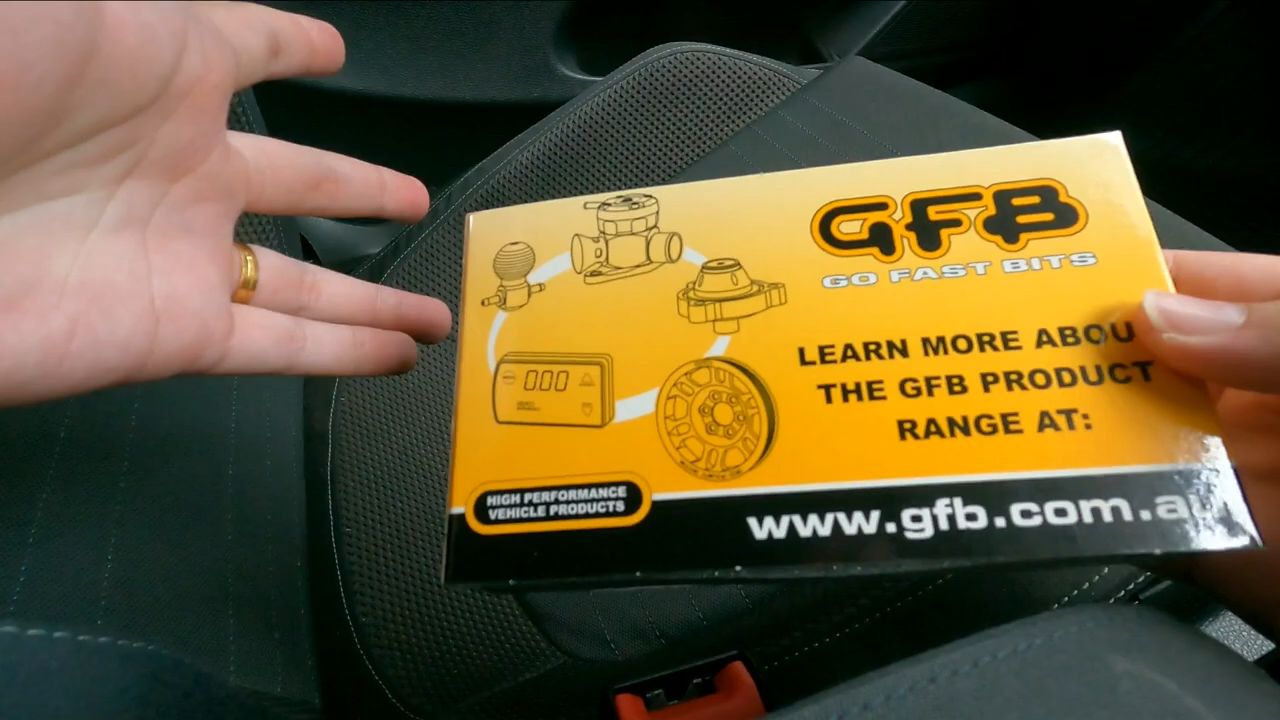 GFB
GO FAST BITS
LEARN MORE ABOU
THE GFB PRODUCT
RANGE AT:
000
HIGH PERFORMANCE
VEHICLE PRODUCTS
www.gfb.com.au